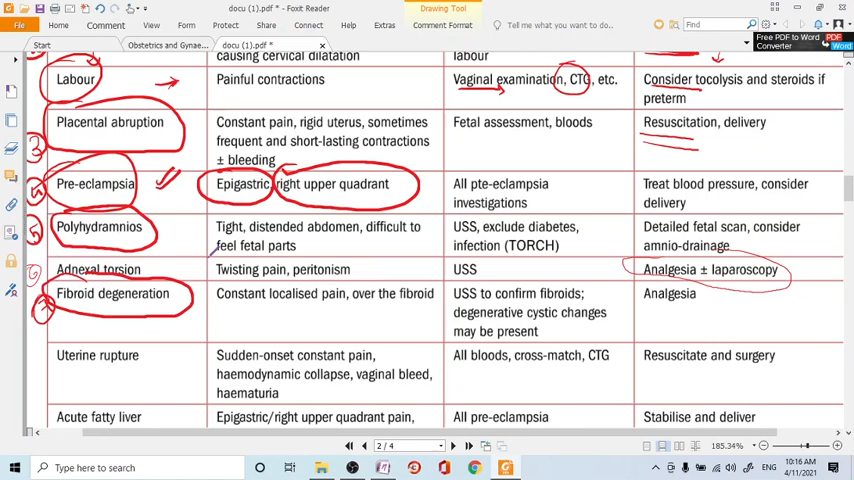 docu (1).pdf * - Foxit Reader
Drawing Tool
File
Home
Comment
View
Form
Protect
Share
Connect
Help
Extras
Comment Format
Tell me what you want to do...
Find
Start
Obstetrics and Gynae...
docu (1).pdf *
Free PDF to Word Converter
PDF
Word
causing cervical dilatation
labour
Labour
Painful contractions
Vaginal examination, CTG, etc.
Consider tocolysis and steroids if
preterm
Placental abruption
Constant pain, rigid uterus, sometimes
frequent and short-lasting contractions
± bleeding
Fetal assessment, bloods
Resuscitation, delivery
Pre-eclampsia
Epigastric, right upper quadrant
All pte-eclampsia
investigations
Treat blood pressure, consider
delivery
Polyhydramnios
Tight, distended abdomen, difficult to
feel fetal parts
USS, exclude diabetes,
infection (TORCH)
Detailed fetal scan, consider
amnio-drainage
Adnexal torsion
Twisting pain, peritonism
USS
Analgesia ± laparoscopy
Fibroid degeneration
Constant localised pain, over the fibroid
USS to confirm fibroids;
degenerative cystic changes
may be present
Analgesia
Uterine rupture
Sudden-onset constant pain,
haemodynamic collapse, vaginal bleed,
haematuria
All bloods, cross-match, CTG
Resuscitate and surgery
Acute fatty liver
Epigastric/right upper quadrant pain,
All pre-eclampsia
Stabilise and deliver
2 / 4
185.34%
Type here to search
ENG
10:16 AM
4/11/2021